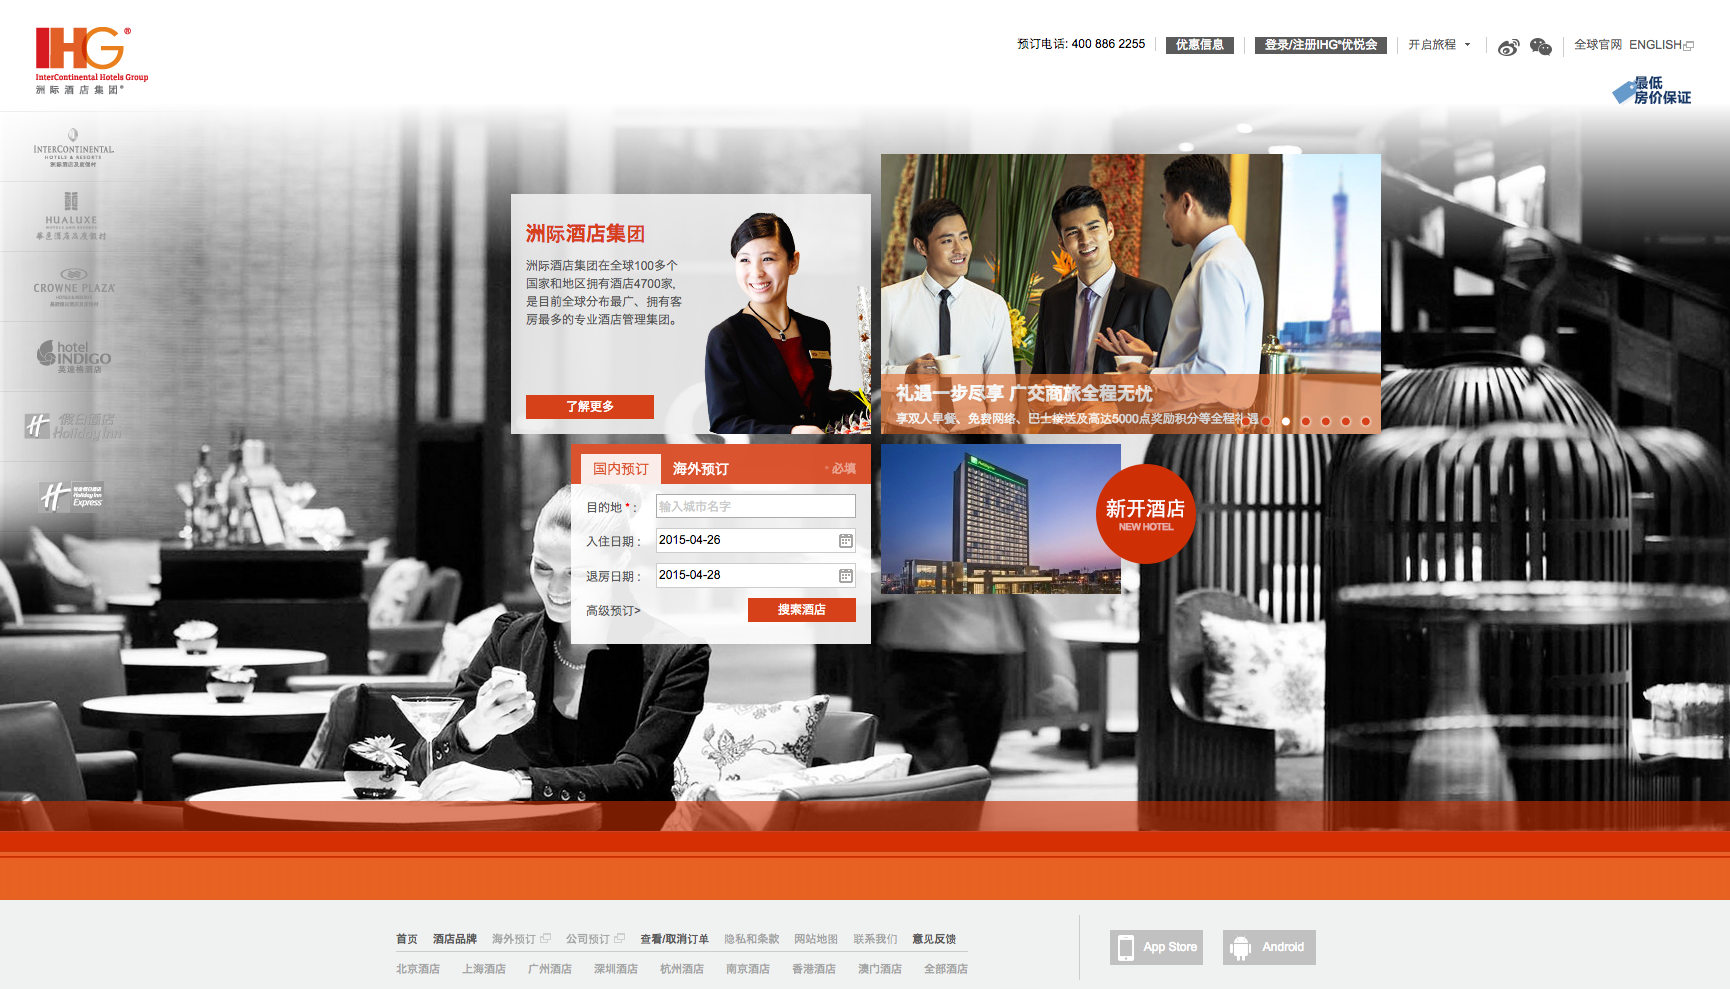 IHG®
InterContinental Hotels Group
洲际酒店集团®
预订电话: 400 886 2255
优惠信息
登录/注册IHG®优悦会
开启旅程
全球官网 ENGLISH
最低
房价保证
INTERCONTINENTAL
HOTELS & RESORTS
洲际酒店及度假村
HUALUXE
HOTELS AND RESORTS
華邑酒店及度假村
CROWNE PLAZA
HOTELS & RESORTS
hotel
INDIGO
英迪格酒店
假日酒店
Holiday Inn
智选假日酒店
Holiday Inn
Express
洲际酒店集团
洲际酒店集团在全球100多个
国家和地区拥有酒店4700家,
是目前全球分布最广、拥有客
房最多的专业酒店管理集团。
了解更多
礼遇一步尽享 广交商旅全程无忧
享双人早餐、免费网络、巴士接送及高达5000点奖励积分等全程礼遇
国内预订
海外预订
* 必填
目的地 * :
输入城市名字
入住日期 :
2015-04-26
退房日期 :
2015-04-28
高级预订>
搜索酒店
Holiday Inn
新开酒店
NEW HOTEL
首页 酒店品牌 海外预订 公司预订 查看/取消订单 隐私和条款 网站地图 联系我们 意见反馈
北京酒店 上海酒店 广州酒店 深圳酒店 杭州酒店 南京酒店 香港酒店 澳门酒店 全部酒店
App Store
Android